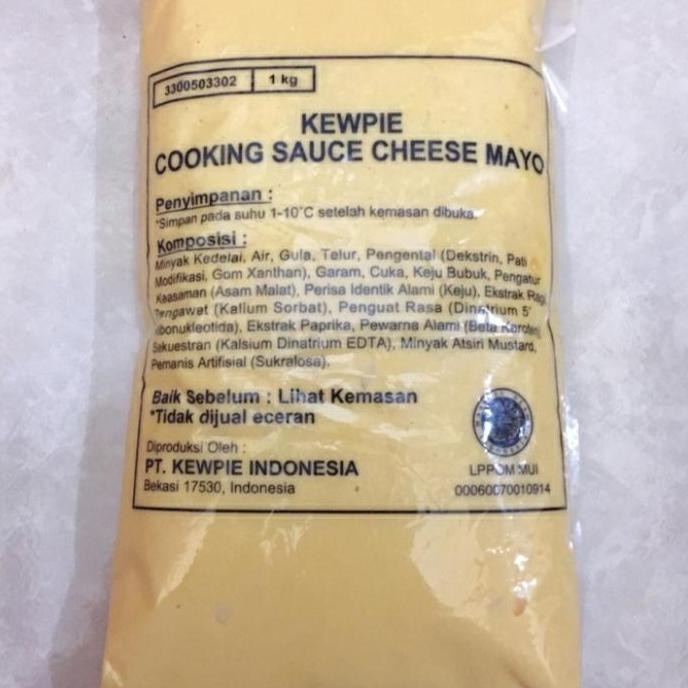 3300503302 1 kg
KEWPIE
COOKING SAUCE CHEESE MAYO
Penyimpanan :
*Simpan pada suhu 1-10°C setelah kemasan dibuka.
Komposisi :
Minyak Kedelai, Air, Gula, Telur, Pengental (Dekstrin, Pati
Modifikasi, Gom Xanthan), Garam, Cuka, Keju Bubuk, Pengatur
Keasaman (Asam Malat), Perisa Identik Alami (Keju), Ekstrak Ragi,
Pengawet (Kalium Sorbat), Penguat Rasa (Dinatrium 5'
ribonukleotida), Ekstrak Paprika, Pewarna Alami (Beta Karoten),
Sekuestran (Kalsium Dinatrium EDTA), Minyak Atsiri Mustard,
Pemanis Artifisial (Sukralosa).
Baik Sebelum : Lihat Kemasan
*Tidak dijual eceran
Diproduksi Oleh :
PT. KEWPIE INDONESIA
Bekasi 17530, Indonesia
LPPOM MUI
00060070010914